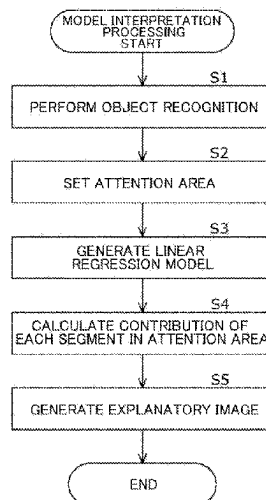 MODEL INTERPRETATION
PROCESSING
START
S1
PERFORM OBJECT RECOGNITION
S2
SET ATTENTION AREA
S3
GENERATE LINEAR
REGRESSION MODEL
S4
CALCULATE CONTRIBUTION OF
EACH SEGMENT IN ATTENTION AREA
S5
GENERATE EXPLANATORY IMAGE
END